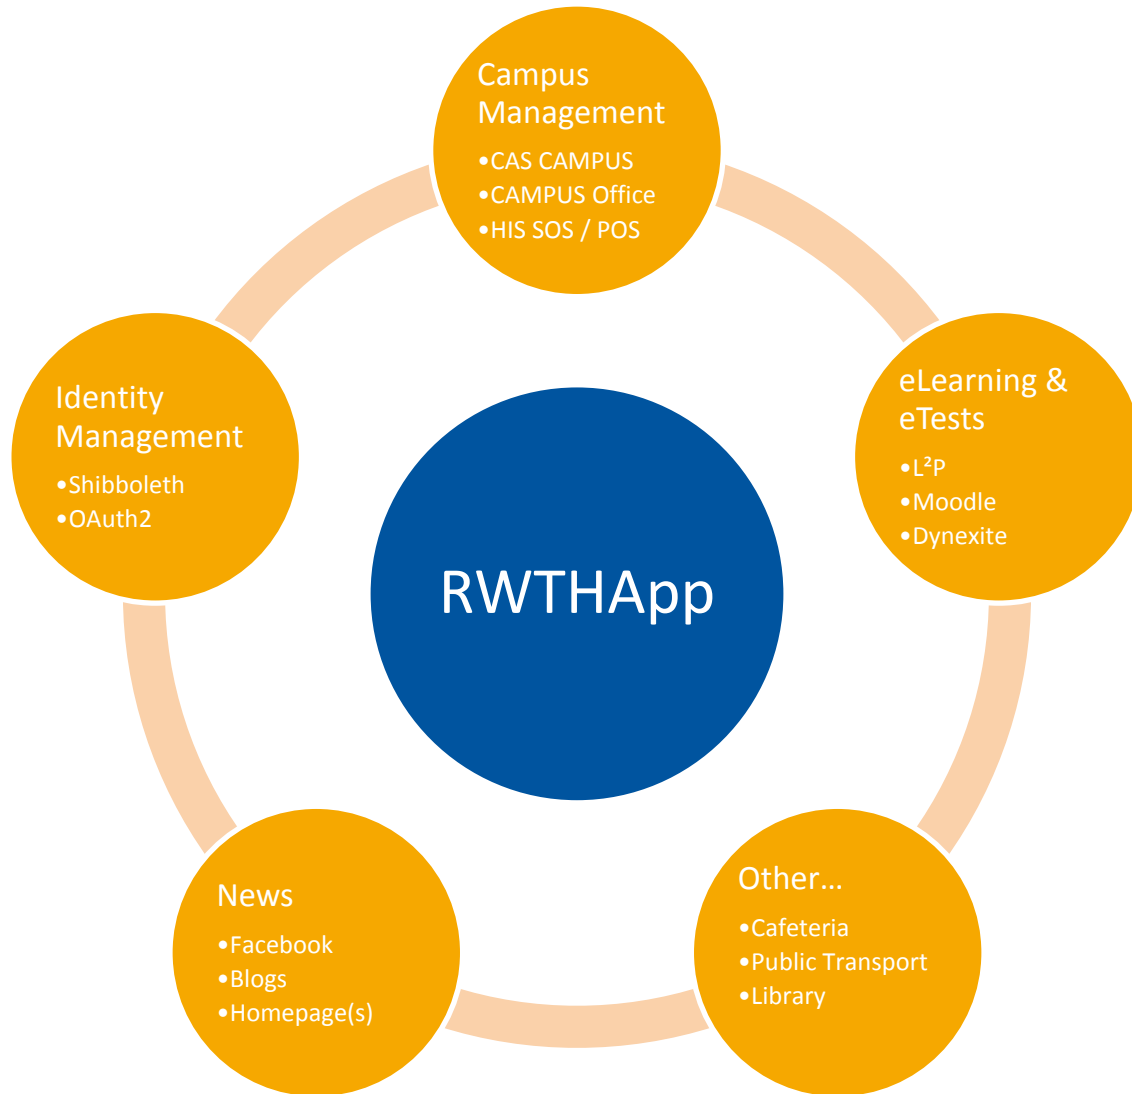 Campus
Management
•CAS CAMPUS
•CAMPUS Office
•HIS SOS / POS
eLearning &
eTests
•L²P
•Moodle
•Dynexite
Other...
•Cafeteria
•Public Transport
•Library
News
•Facebook
•Blogs
•Homepage(s)
Identity
Management
•Shibboleth
•OAuth2
RWTHApp